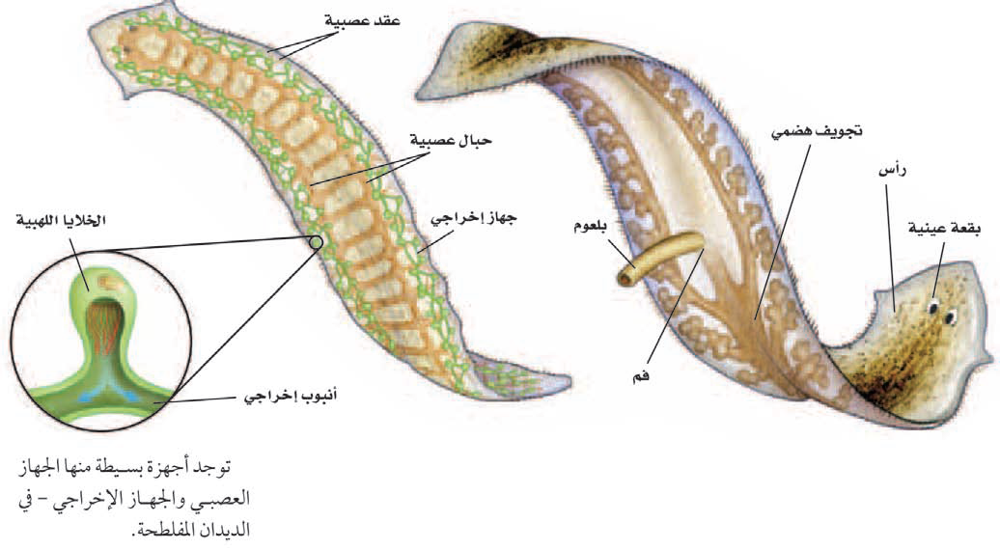 عقد عصبية
حبال عصبية
جهاز إخراجي
الخلايا اللهبية
أنبوب إخراجي
تجويف هضمي
رأس
بقعة عينية
بلعوم
فم
توجد أجهزة بسيطة منها الجهاز
العصبي والجهاز الإخراجي - في
الديدان المفلطحة.